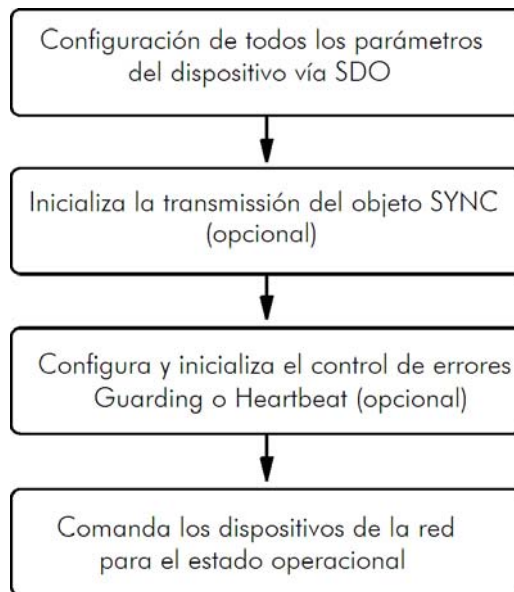 Configuración de todos los parámetros
del dispositivo vía SDO
Inicializa la transmissión del objeto SYNC
(opcional)
Configura y inicializa el control de errores
Guarding o Heartbeat (opcional)
Comanda los dispositivos de la red
para el estado operacional